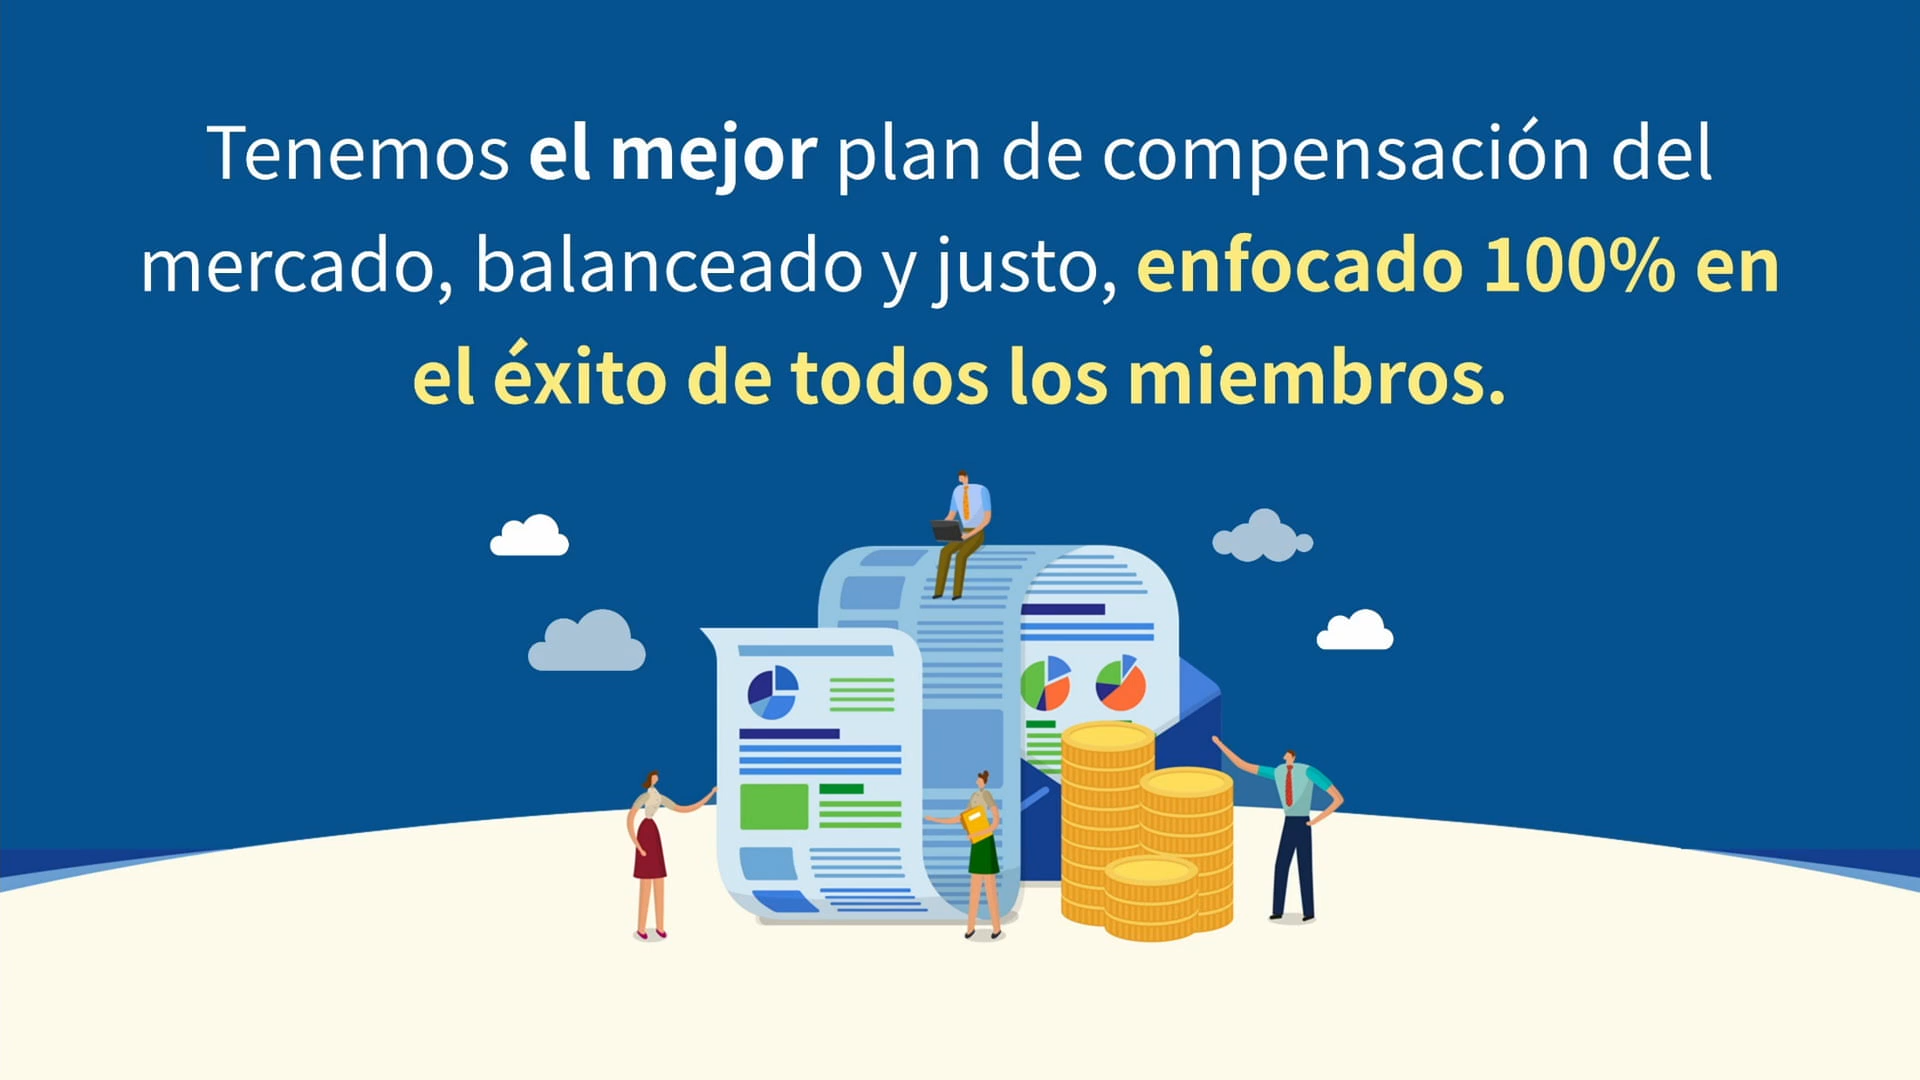 Tenemos el mejor plan de compensación del
mercado, balanceado y justo, enfocado 100% en
el éxito de todos los miembros.